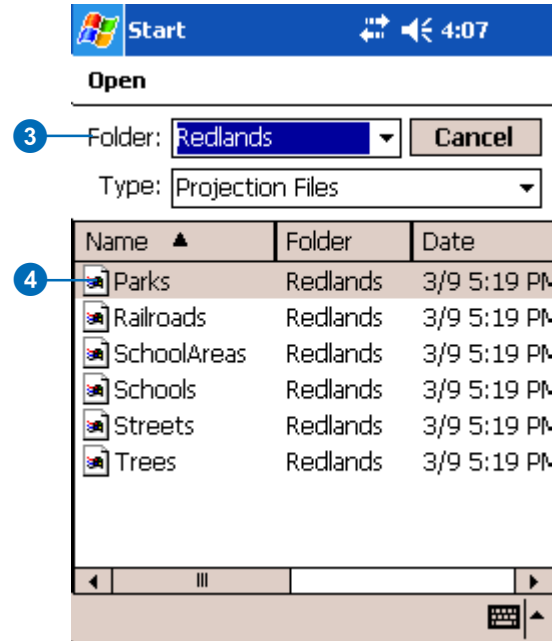 Start 4:07
Open
3 Folder: Redlands Cancel
Type: Projection Files
Name Folder Date
4 Parks Redlands 3/9 5:19 PM
Railroads Redlands 3/9 5:19 PM
SchoolAreas Redlands 3/9 5:19 PM
Schools Redlands 3/9 5:19 PM
Streets Redlands 3/9 5:19 PM
Trees Redlands 3/9 5:19 PM